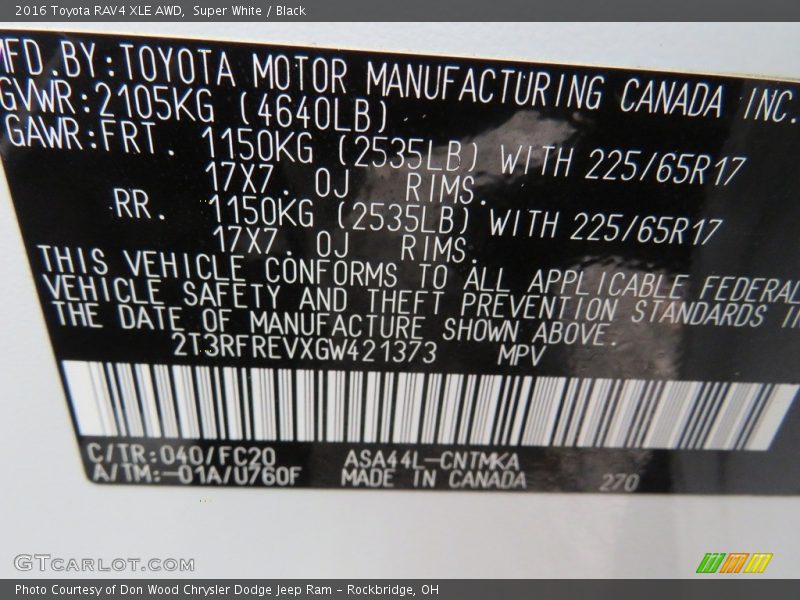 2016 Toyota RAV4 XLE AWD, Super White / Black
MFD.BY:TOYOTA MOTOR MANUFACTURING CANADA INC.
GVWR:2105KG (4640LB)
GAWR:FRT. 1150KG (2535LB) WITH 225/65R17
17X7. 0J RIMS.
RR. 1150KG (2535LB) WITH 225/65R17
17X7. 0J RIMS.
THIS VEHICLE CONFORMS TO ALL APPLICABLE FEDERAL
VEHICLE SAFETY AND THEFT PREVENTION STANDARDS IN
THE DATE OF MANUFACTURE SHOWN ABOVE.
2T3RFREVXGW421373 MPV
C/TR:040/FC20 ASA44L-CNTMKA
A/TM:-01A/U760F MADE IN CANADA 270
GTCARLOT.COM
Photo Courtesy of Don Wood Chrysler Dodge Jeep Ram - Rockbridge, OH